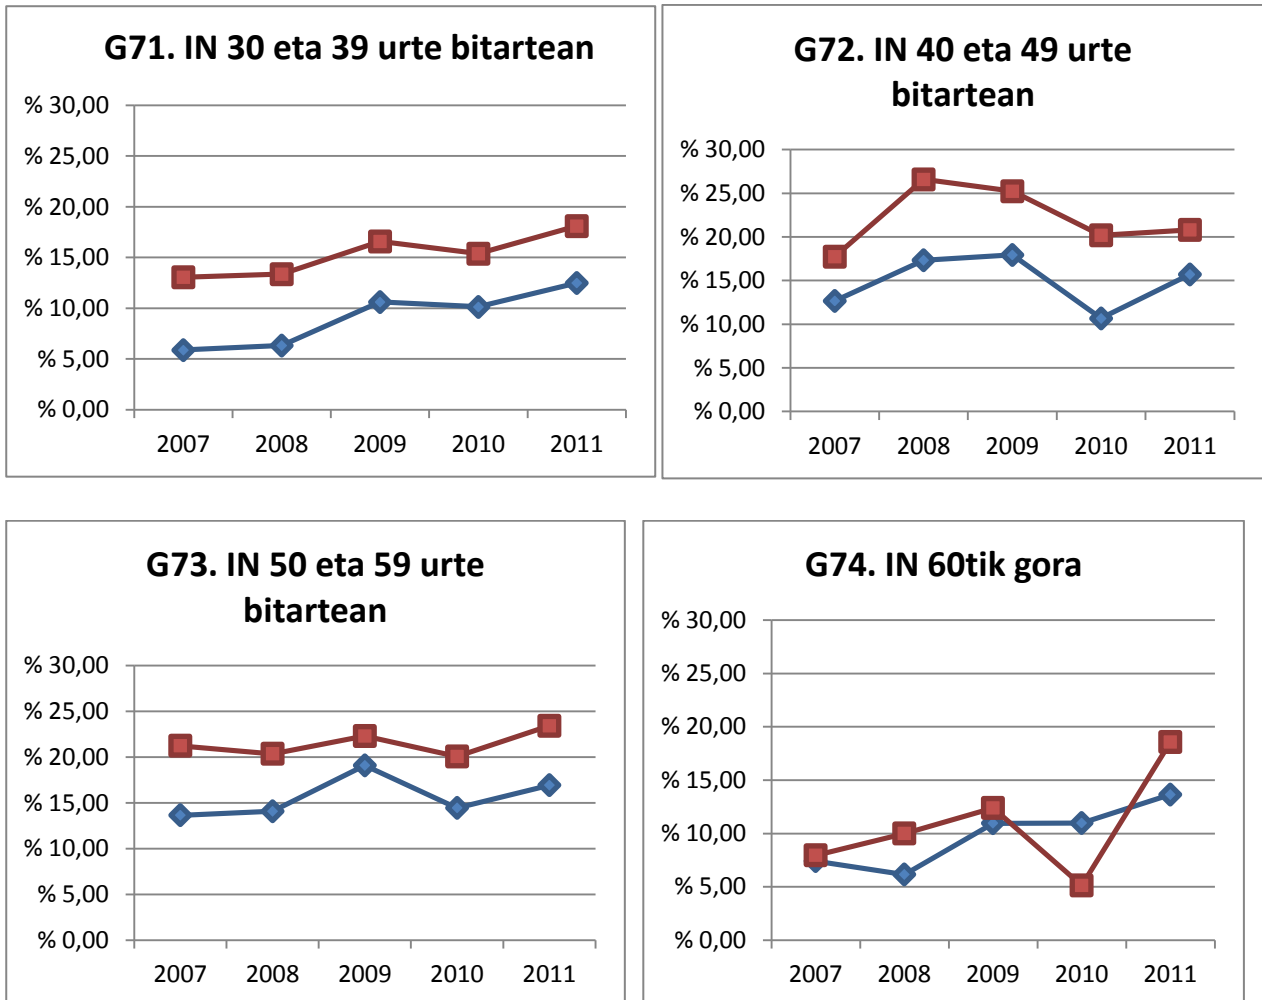 G71. IN 30 eta 39 urte bitartean
% 30,00
% 25,00
% 20,00
% 15,00
% 10,00
% 5,00
% 0,00
2007 2008 2009 2010 2011
G72. IN 40 eta 49 urte
bitartean
% 30,00
% 25,00
% 20,00
% 15,00
% 10,00
% 5,00
% 0,00
2007 2008 2009 2010 2011
G73. IN 50 eta 59 urte
bitartean
% 30,00
% 25,00
% 20,00
% 15,00
% 10,00
% 5,00
% 0,00
2007 2008 2009 2010 2011
G74. IN 60tik gora
% 30,00
% 25,00
% 20,00
% 15,00
% 10,00
% 5,00
% 0,00
2007 2008 2009 2010 2011